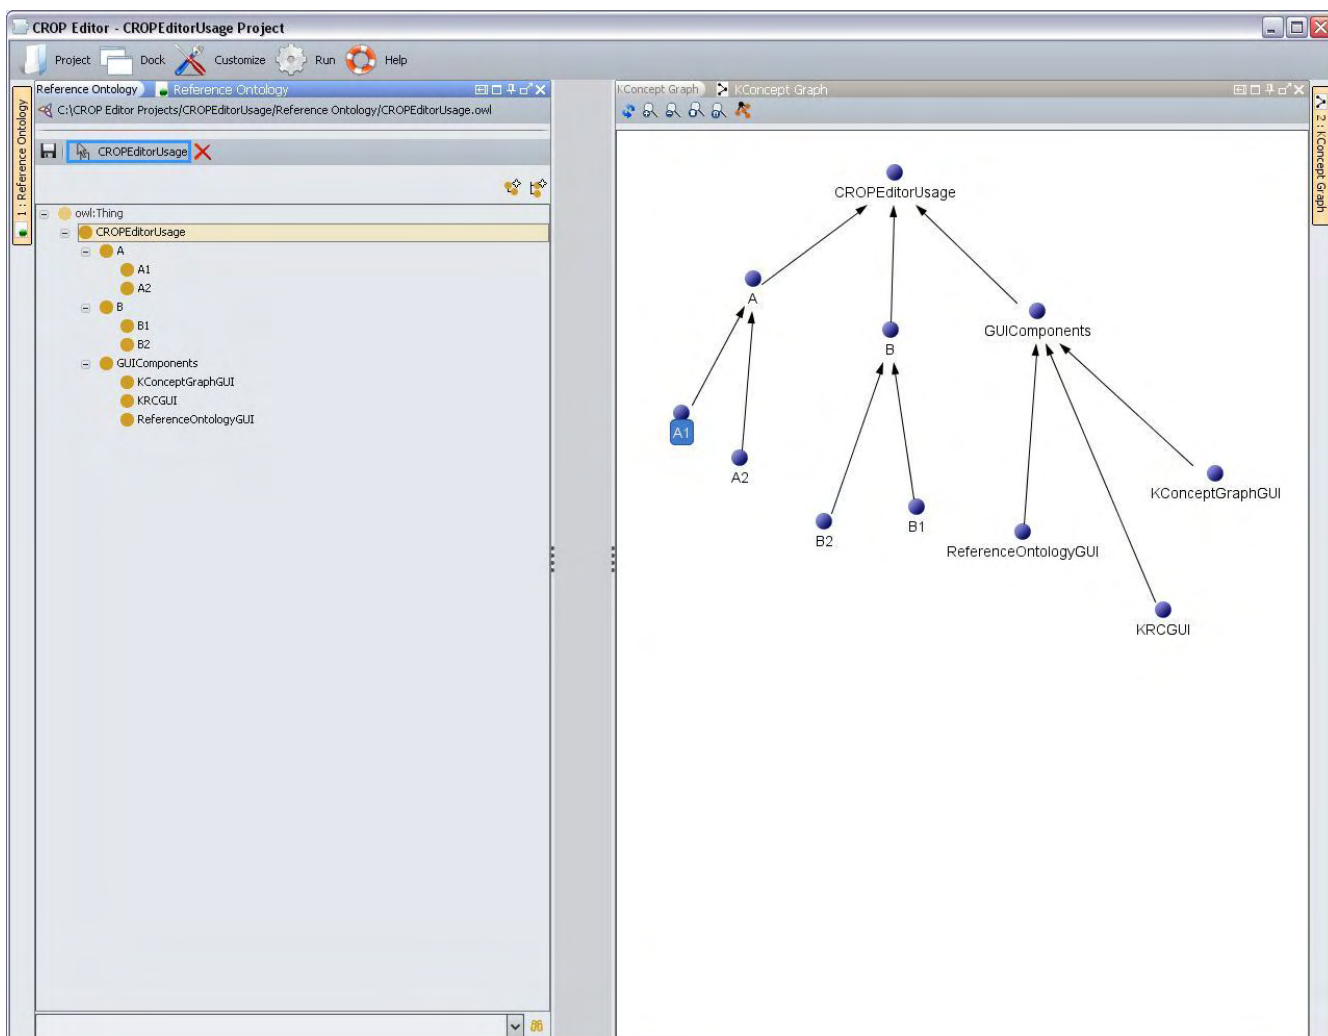 CROP Editor - CROPEditorUsage Project
Project Dock Customize Run Help
1 : Reference Ontology
Reference Ontology Reference Ontology
C:\CROP Editor Projects/CROPEditorUsage/Reference Ontology/CROPEditorUsage.owl
CROPEditorUsage
owl:Thing
CROPEditorUsage
A
A1
A2
B
B1
B2
GUIComponents
KConceptGraphGUI
KRCGUI
ReferenceOntologyGUI
KConcept Graph KConcept Graph
2 : KConcept Graph
CROPEditorUsage
A
GUIComponents
B
A1
A2
KConceptGraphGUI
B2
B1
ReferenceOntologyGUI
KRCGUI